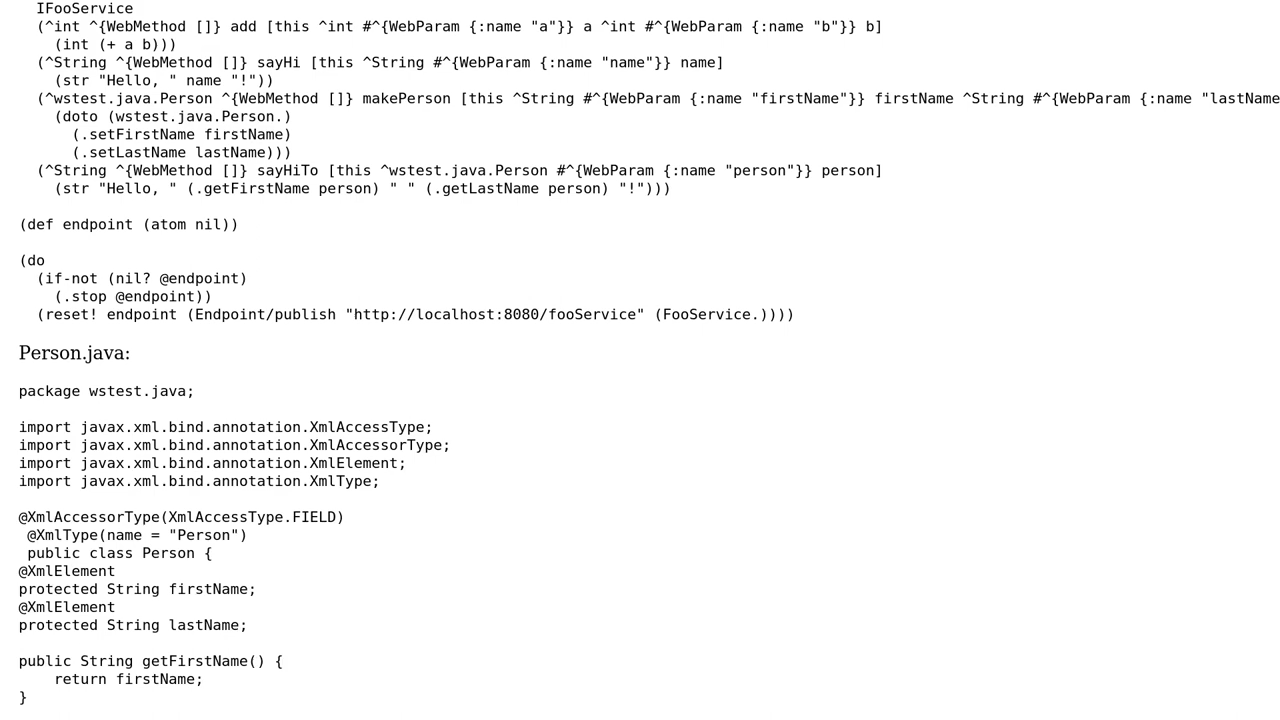 IFooService
(^int ^{WebMethod []} add [this ^int #^{WebParam {:name "a"}} a ^int #^{WebParam {:name "b"}} b]
(int (+ a b)))
(^String ^{WebMethod []} sayHi [this ^String #^{WebParam {:name "name"}} name]
(str "Hello, " name "!"))
(^wstest.java.Person ^{WebMethod []} makePerson [this ^String #^{WebParam {:name "firstName"}} firstName ^String #^{WebParam {:name "lastName
(doto (wstest.java.Person.)
(.setFirstName firstName)
(.setLastName lastName)))
(^String ^{WebMethod []} sayHiTo [this ^wstest.java.Person #^{WebParam {:name "person"}} person]
(str "Hello, " (.getFirstName person) " " (.getLastName person) "!")))
(def endpoint (atom nil))
(do
(if-not (nil? @endpoint)
(.stop @endpoint))
(reset! endpoint (Endpoint/publish "http://localhost:8080/fooService" (FooService.))))
Person.java:
package wstest.java;
import javax.xml.bind.annotation.XmlAccessType;
import javax.xml.bind.annotation.XmlAccessorType;
import javax.xml.bind.annotation.XmlElement;
import javax.xml.bind.annotation.XmlType;
@XmlAccessorType(XmlAccessType.FIELD)
@XmlType(name = "Person")
public class Person {
@XmlElement
protected String firstName;
@XmlElement
protected String lastName;
public String getFirstName() {
return firstName;
}